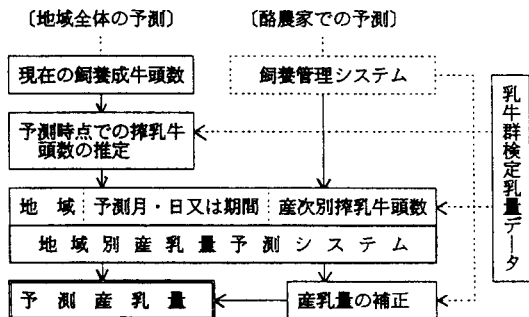 〔地域全体の予測〕
〔酪農家での予測〕
現在の飼養成牛頭数
飼養管理システム
予測時点での搾乳牛
頭数の推定
乳牛群検定乳量データ
地域
予測月・日又は期間
産次別搾乳牛頭数
地域別産乳量予測システム
予測産乳量
産乳量の補正